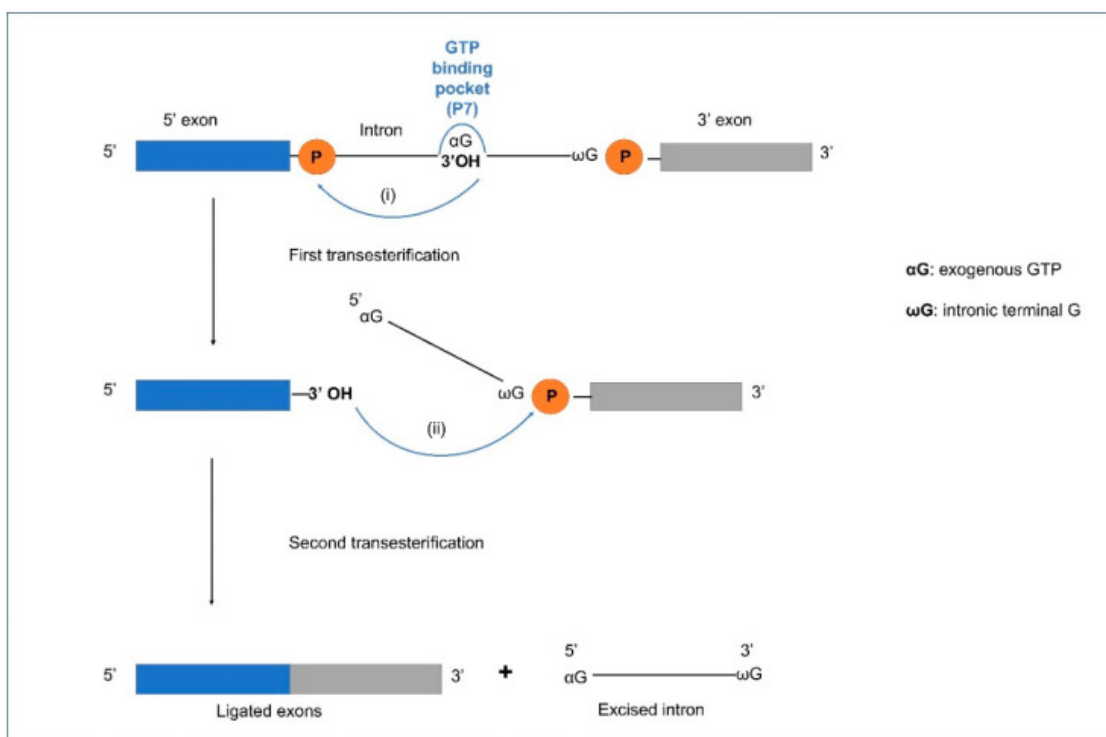 GTP
binding
pocket
(P7)
5’ exon
Intron
3’ exon
5’
P
αG
3’OH
ωG
P
3’
(i)
First transesterification
αG: exogenous GTP
ωG: intronic terminal G
5’
αG
5’
3’ OH
ωG
P
3’
(ii)
Second transesterification
5’
3’
+
5’
3’
αG
ωG
Ligated exons
Excised intron